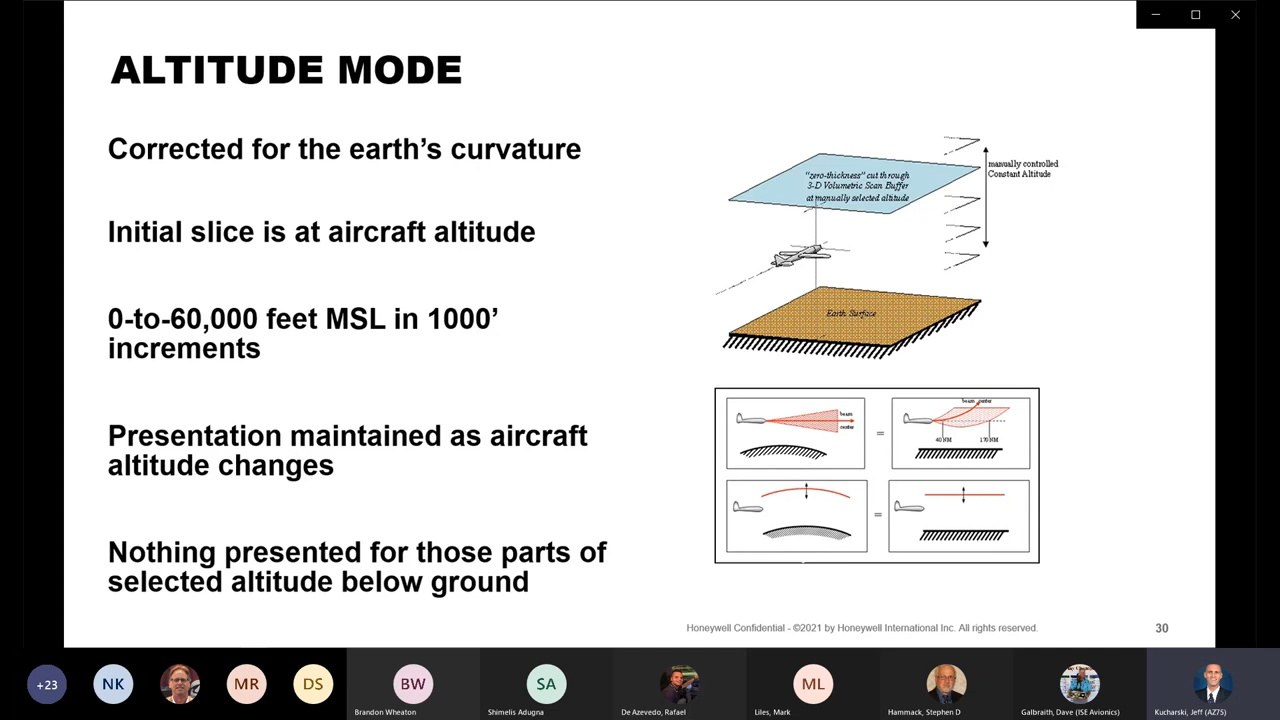 ALTITUDE MODE
Corrected for the earth’s curvature
Initial slice is at aircraft altitude
0-to-60,000 feet MSL in 1000’
increments
Presentation maintained as aircraft
altitude changes
Nothing presented for those parts of
selected altitude below ground
“zero-thickness” cut through
3-D Volumetric Scan Buffer
at manually selected altitude
manually controlled
Constant Altitude
Earth Surface
beam
center
=
beam center
40 NM
170 NM
=
Honeywell Confidential - ©2021 by Honeywell International Inc. All rights reserved.
30
+23
NK
MR
DS
BW
SA
ML
Brandon Wheaton
Shimelis Adugna
De Azevedo, Rafael
Liles, Mark
Hammack, Stephen D
Galbraith, Dave (ISE Avionics)
Kucharski, Jeff (AZ75)